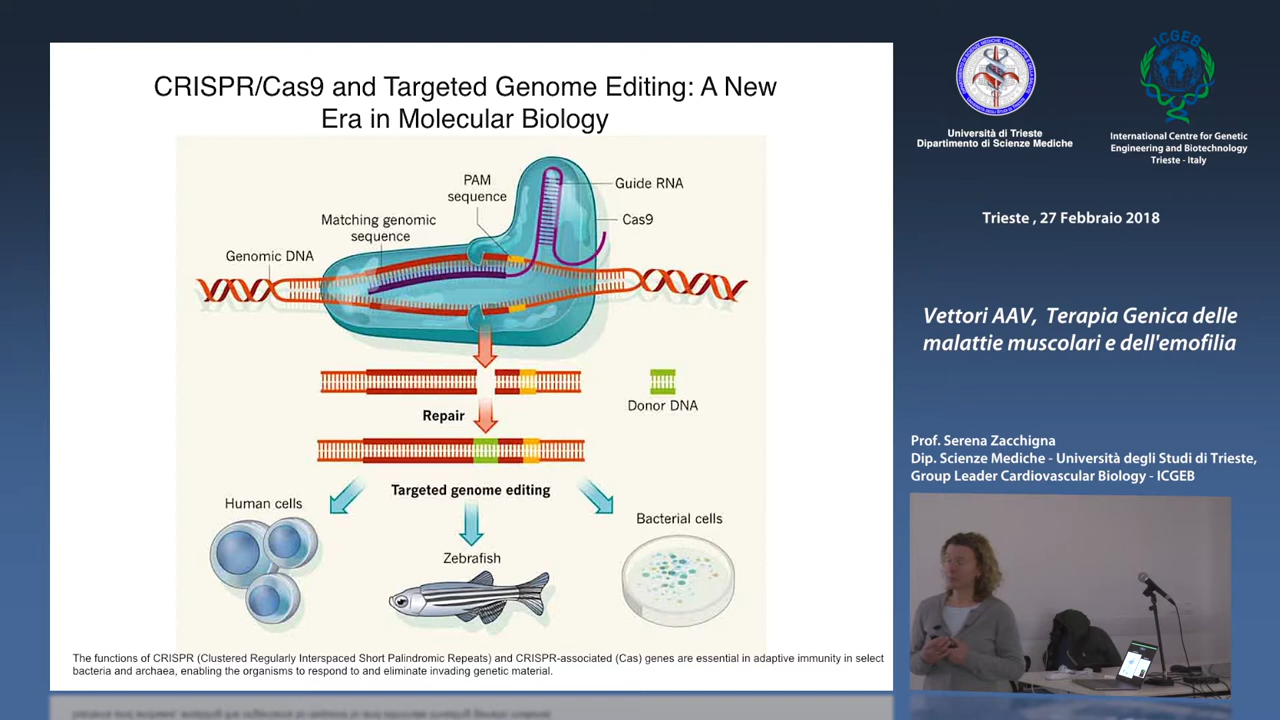 CRISPR/Cas9 and Targeted Genome Editing: A New
Era in Molecular Biology
PAM
sequence
Guide RNA
Matching genomic
sequence
Cas9
Genomic DNA
Donor DNA
Repair
Targeted genome editing
Human cells
Bacterial cells
Zebrafish
The functions of CRISPR (Clustered Regularly Interspaced Short Palindromic Repeats) and CRISPR-associated (Cas) genes are essential in adaptive immunity in select
bacteria and archaea, enabling the organisms to respond to and eliminate invading genetic material.
ICGEB
Università di Trieste
Dipartimento di Scienze Mediche
International Centre for Genetic
Engineering and Biotechnology
Trieste - Italy
Trieste , 27 Febbraio 2018
Vettori AAV, Terapia Genica delle
malattie muscolari e dell'emofilia
Prof. Serena Zacchigna
Dip. Scienze Mediche - Università degli Studi di Trieste,
Group Leader Cardiovascular Biology - ICGEB